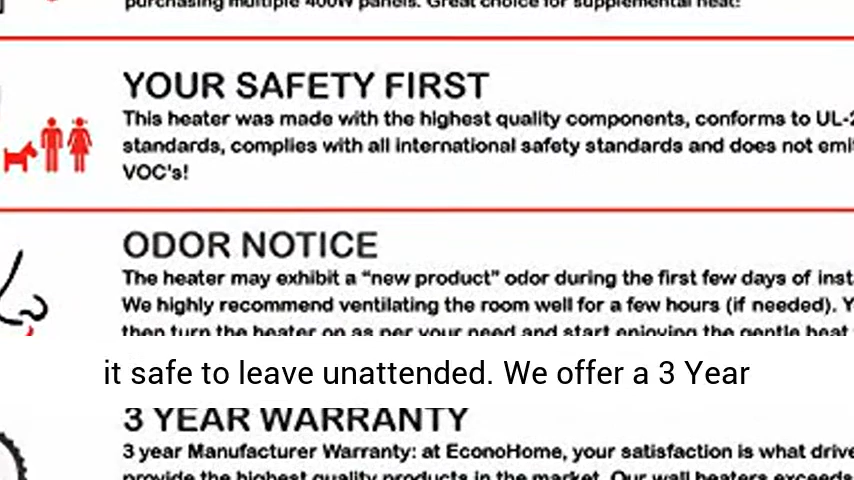 purchasing multiple 400W panels. Great choice for supplemental heat!
YOUR SAFETY FIRST
This heater was made with the highest quality components, conforms to UL-2
standards, complies with all international safety standards and does not emi
VOC's!
ODOR NOTICE
The heater may exhibit a “new product” odor during the first few days of inst
We highly recommend ventilating the room well for a few hours (if needed). Y
then turn the heater on as per your need and start enjoying the gentle heat
it safe to leave unattended. We offer a 3 Year
3 YEAR WARRANTY
3 year Manufacturer Warranty: at EconoHome, your satisfaction is what drive
provide the highest quality products in the market. Our wall heaters exceeds